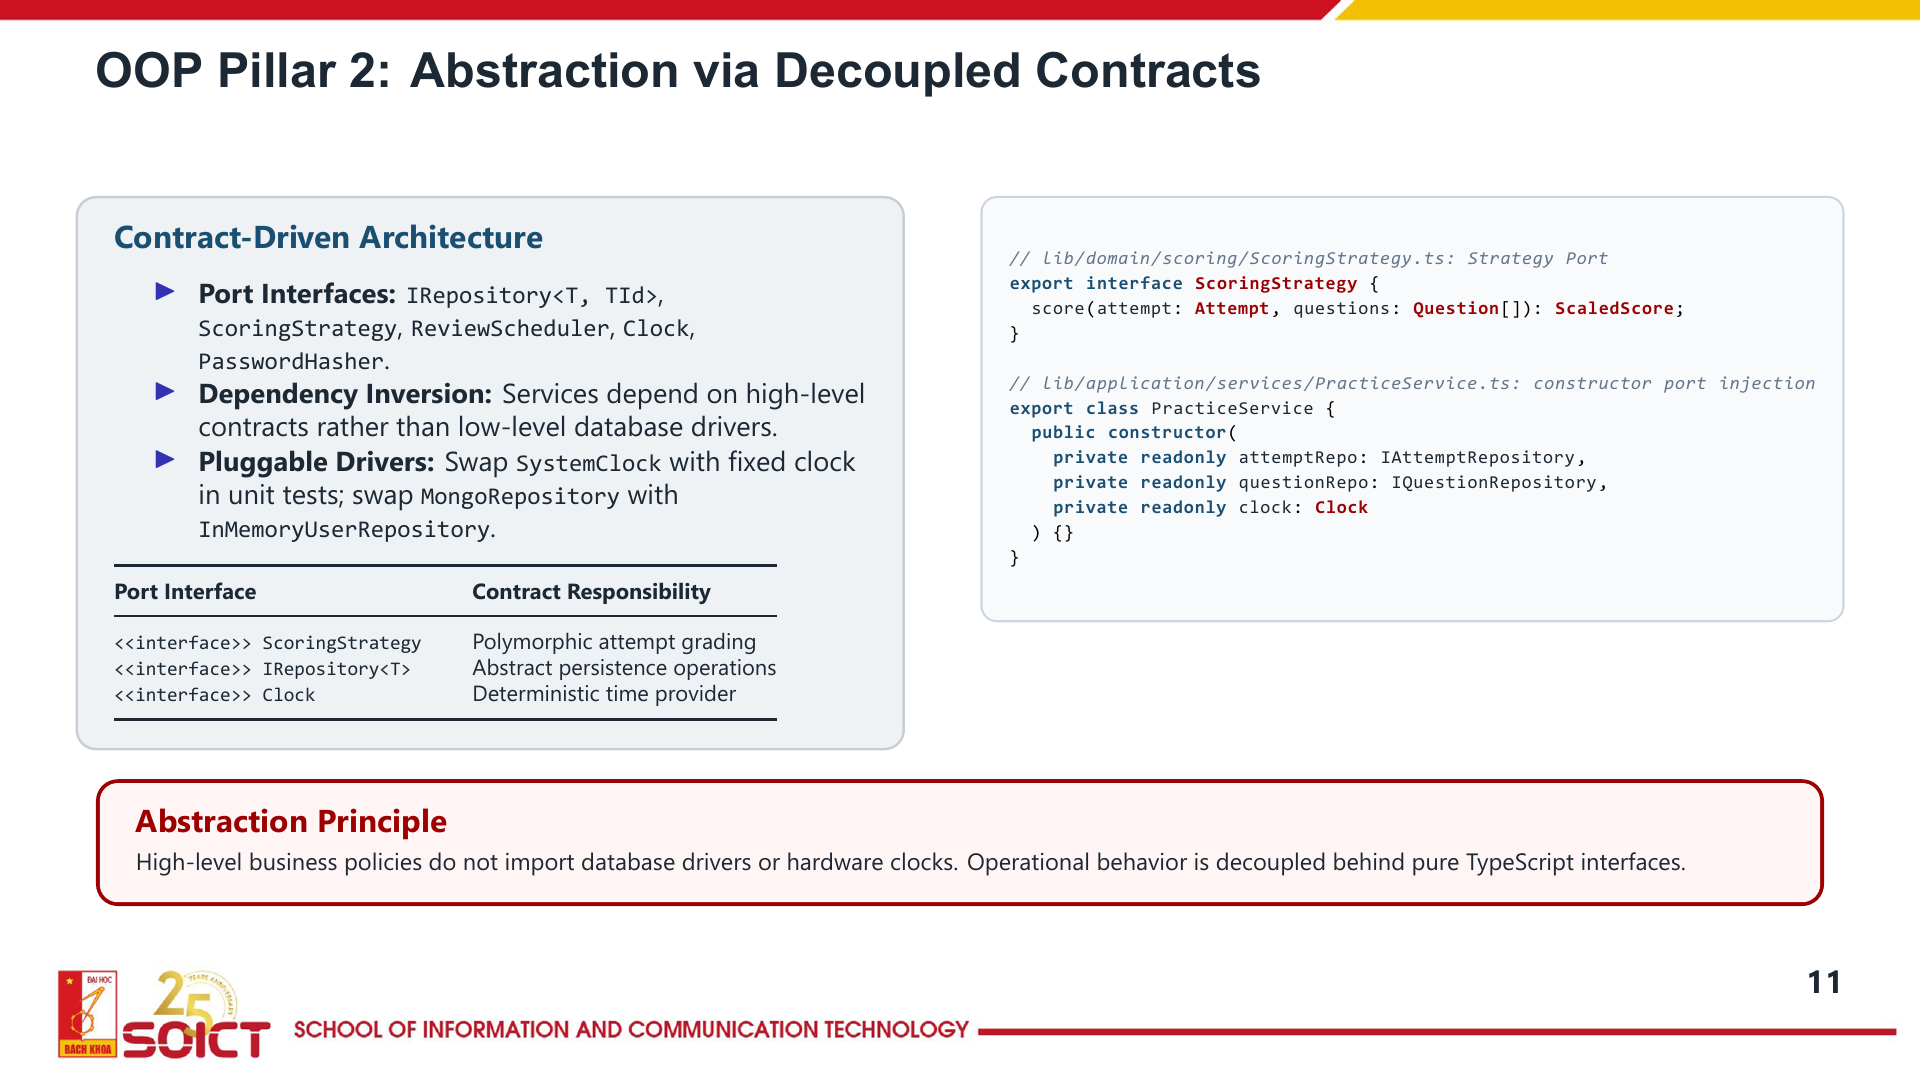 OOP Pillar 2: Abstraction via Decoupled Contracts
Contract-Driven Architecture
▶ Port Interfaces: IRepository<T, TId>,
ScoringStrategy, ReviewScheduler, Clock,
PasswordHasher.
▶ Dependency Inversion: Services depend on high-level
contracts rather than low-level database drivers.
▶ Pluggable Drivers: Swap SystemClock with fixed clock
in unit tests; swap MongoRepository with
InMemoryUserRepository.
Port Interface Contract Responsibility
<<interface>> ScoringStrategy Polymorphic attempt grading
<<interface>> IRepository<T> Abstract persistence operations
<<interface>> Clock Deterministic time provider
// lib/domain/scoring/ScoringStrategy.ts: Strategy Port
export interface ScoringStrategy {
  score(attempt: Attempt, questions: Question[]): ScaledScore;
}
// lib/application/services/PracticeService.ts: constructor port injection
export class PracticeService {
  public constructor(
    private readonly attemptRepo: IAttemptRepository,
    private readonly questionRepo: IQuestionRepository,
    private readonly clock: Clock
  ) {}
}
Abstraction Principle
High-level business policies do not import database drivers or hardware clocks. Operational behavior is decoupled behind pure TypeScript interfaces.
11
ĐẠI HỌC
BÁCH KHOA
25
YEARS ANNIVERSARY
SOICT
SCHOOL OF INFORMATION AND COMMUNICATION TECHNOLOGY